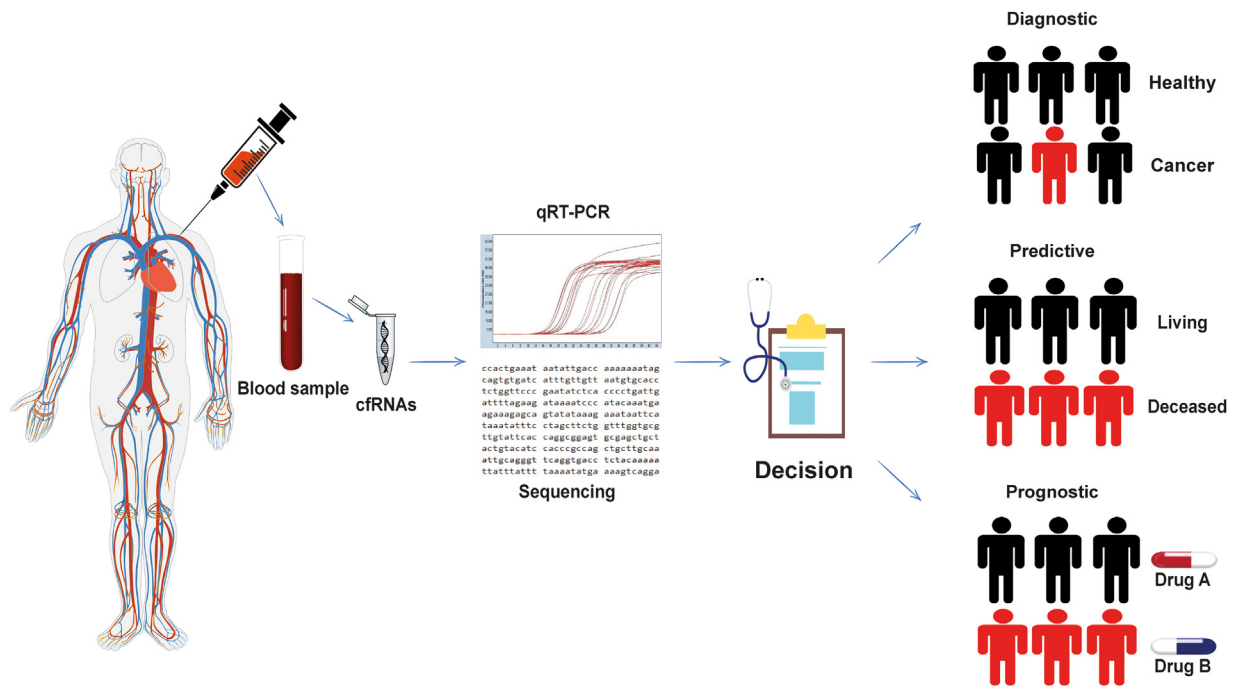 Diagnostic
Healthy
Cancer
qRT-PCR
Predictive
Living
Deceased
Blood sample
cfRNAs
ccactgaaat aatattgacc aaaaaaatag
cagtgtgatc atttgttgtt aatgtgcacc
tctggttccc gaatatctca cccctgattg
attttagaag ataaaatccc atacaaatga
agaaagagca gtatataaag aaataattca
taaatatttc ctagcttctg ggtttggtgcg
ttgtattcac caggcggagt gcgagctgct
actgtacatc cacccgccag ctgcttgcaa
attgcagggt tcaggtgacc tctacaaaaa
ttatttattt taaaatatga aaagtcagga
Sequencing
Decision
Prognostic
Drug A
Drug B